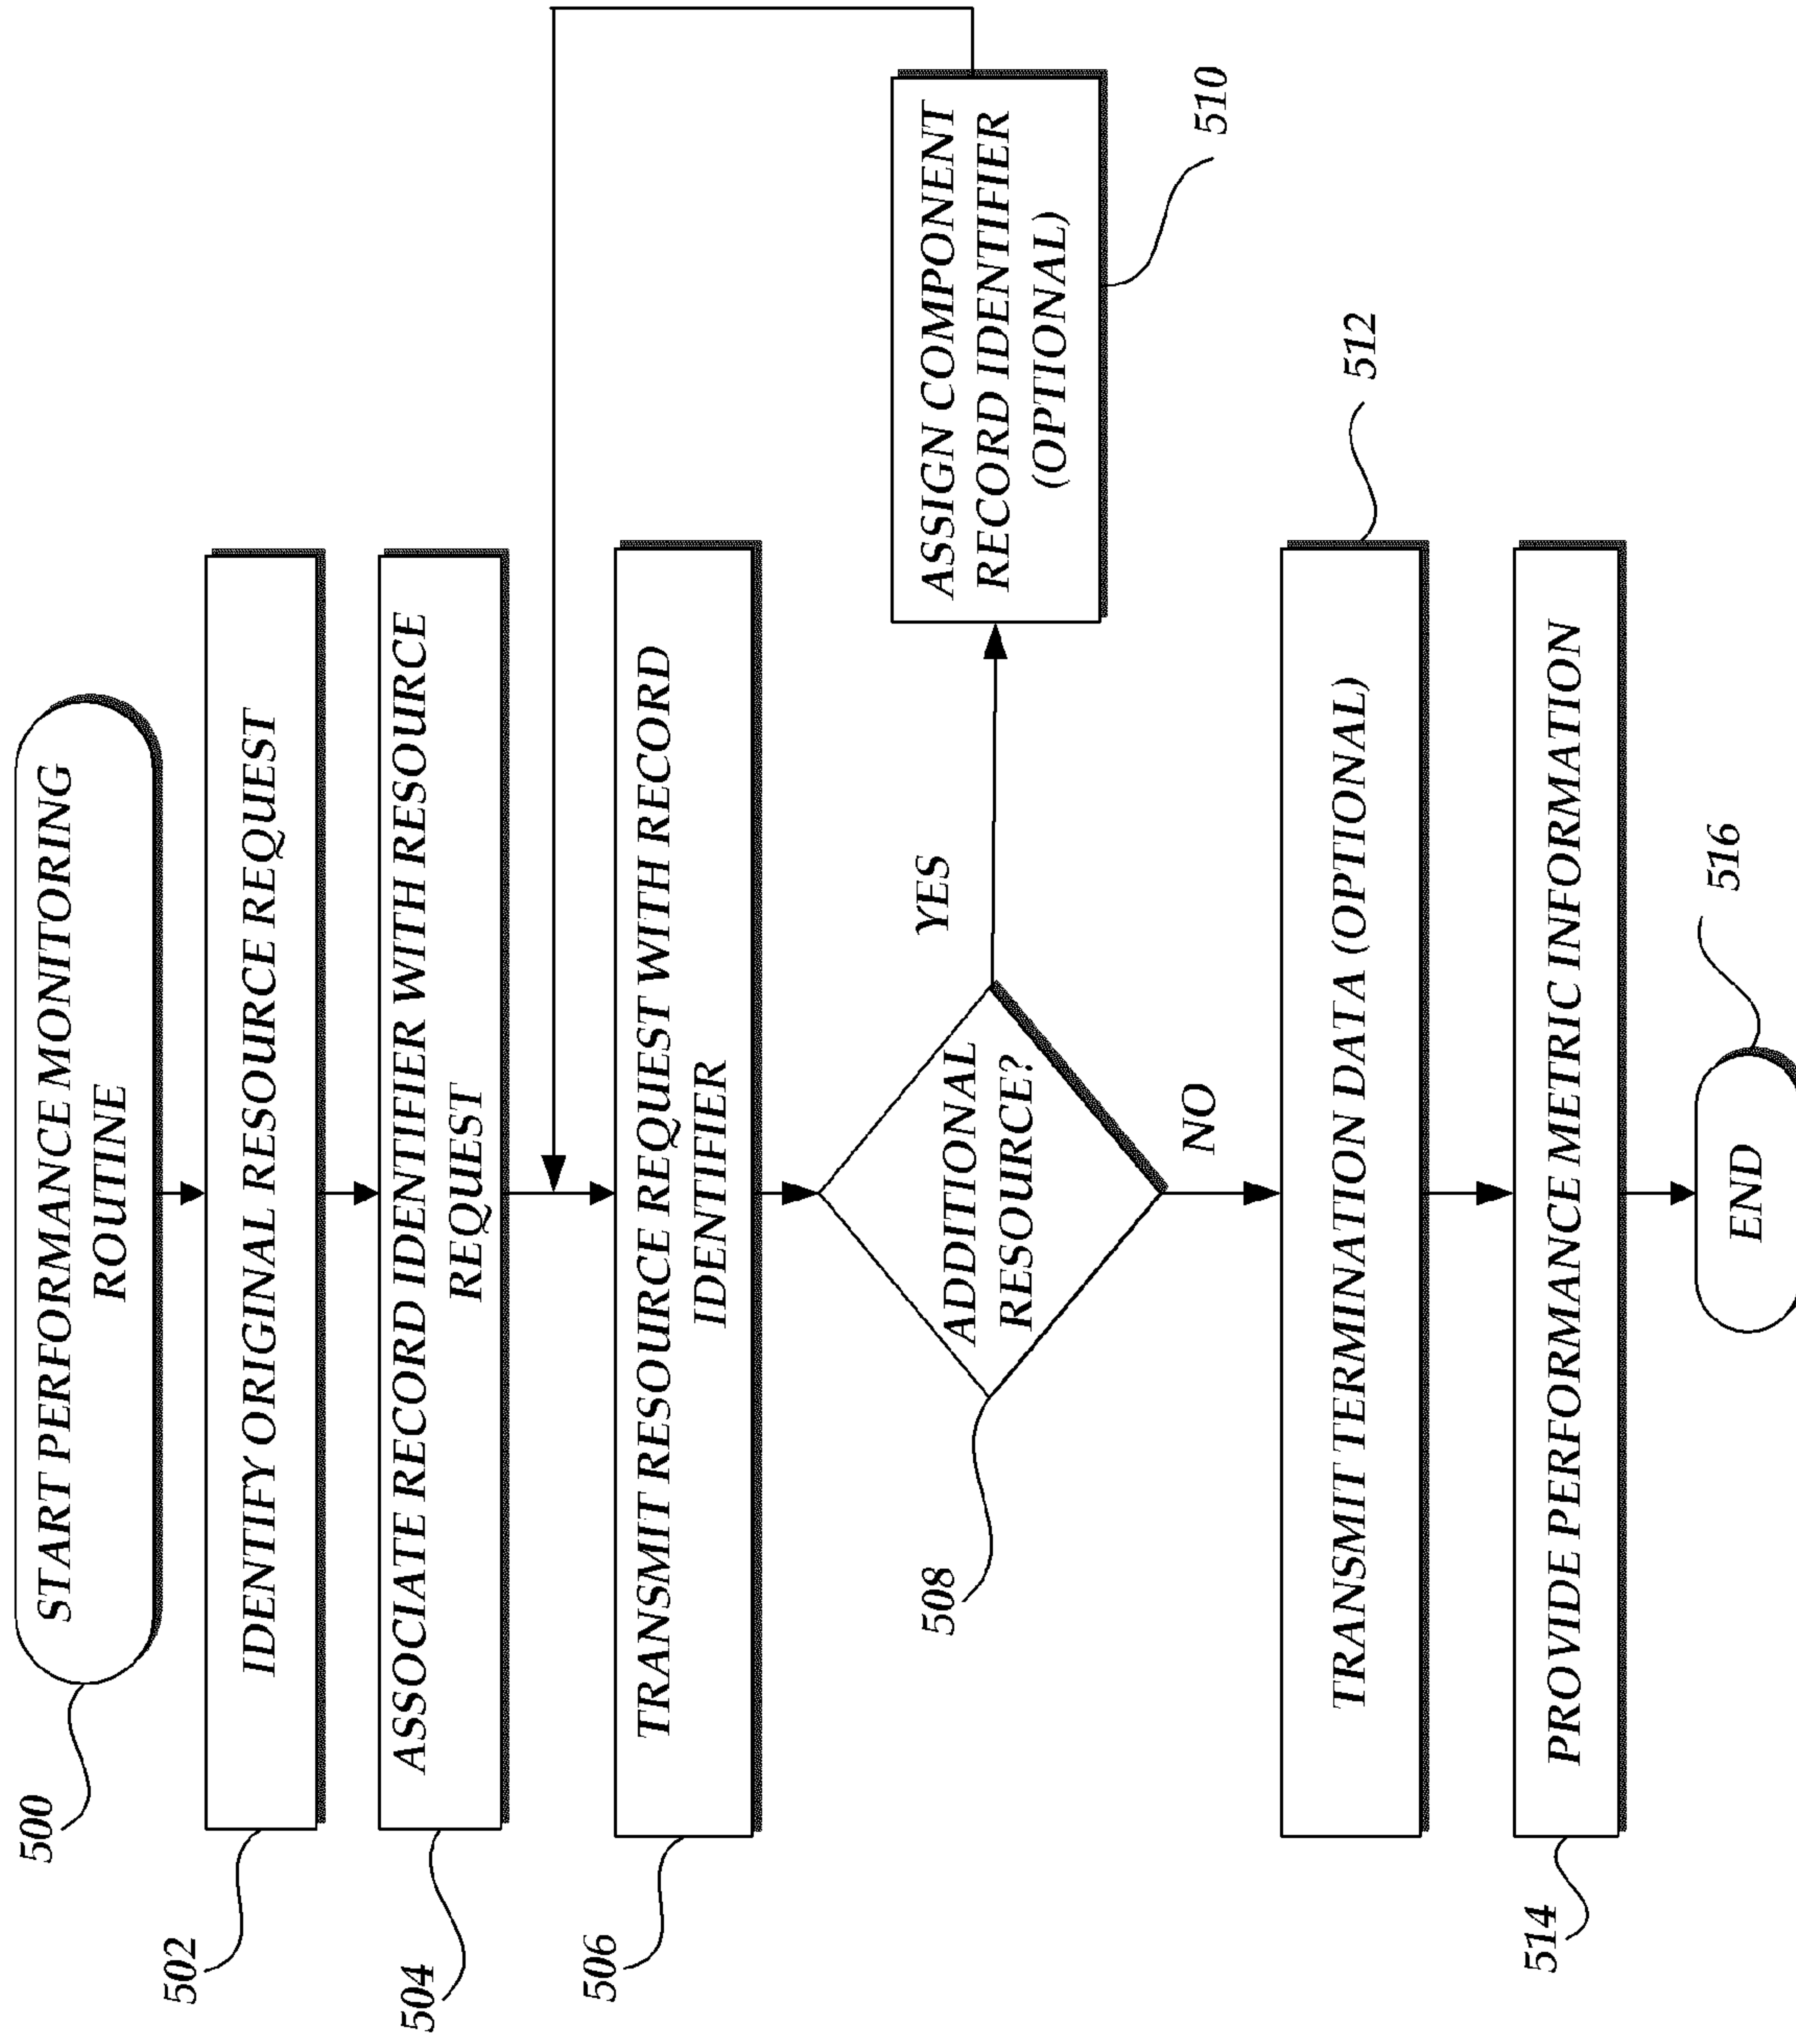 500
START PERFORMANCE MONITORING
ROUTINE
502
IDENTIFY ORIGINAL RESOURCE REQUEST
504
ASSOCIATE RECORD IDENTIFIER WITH RESOURCE
REQUEST
506
TRANSMIT RESOURCE REQUEST WITH RECORD
IDENTIFIER
508
ADDITIONAL
RESOURCE?
YES
ASSIGN COMPONENT
RECORD IDENTIFIER
(OPTIONAL)
510
NO
TRANSMIT TERMINATION DATA (OPTIONAL)
512
514
PROVIDE PERFORMANCE METRIC INFORMATION
END
516